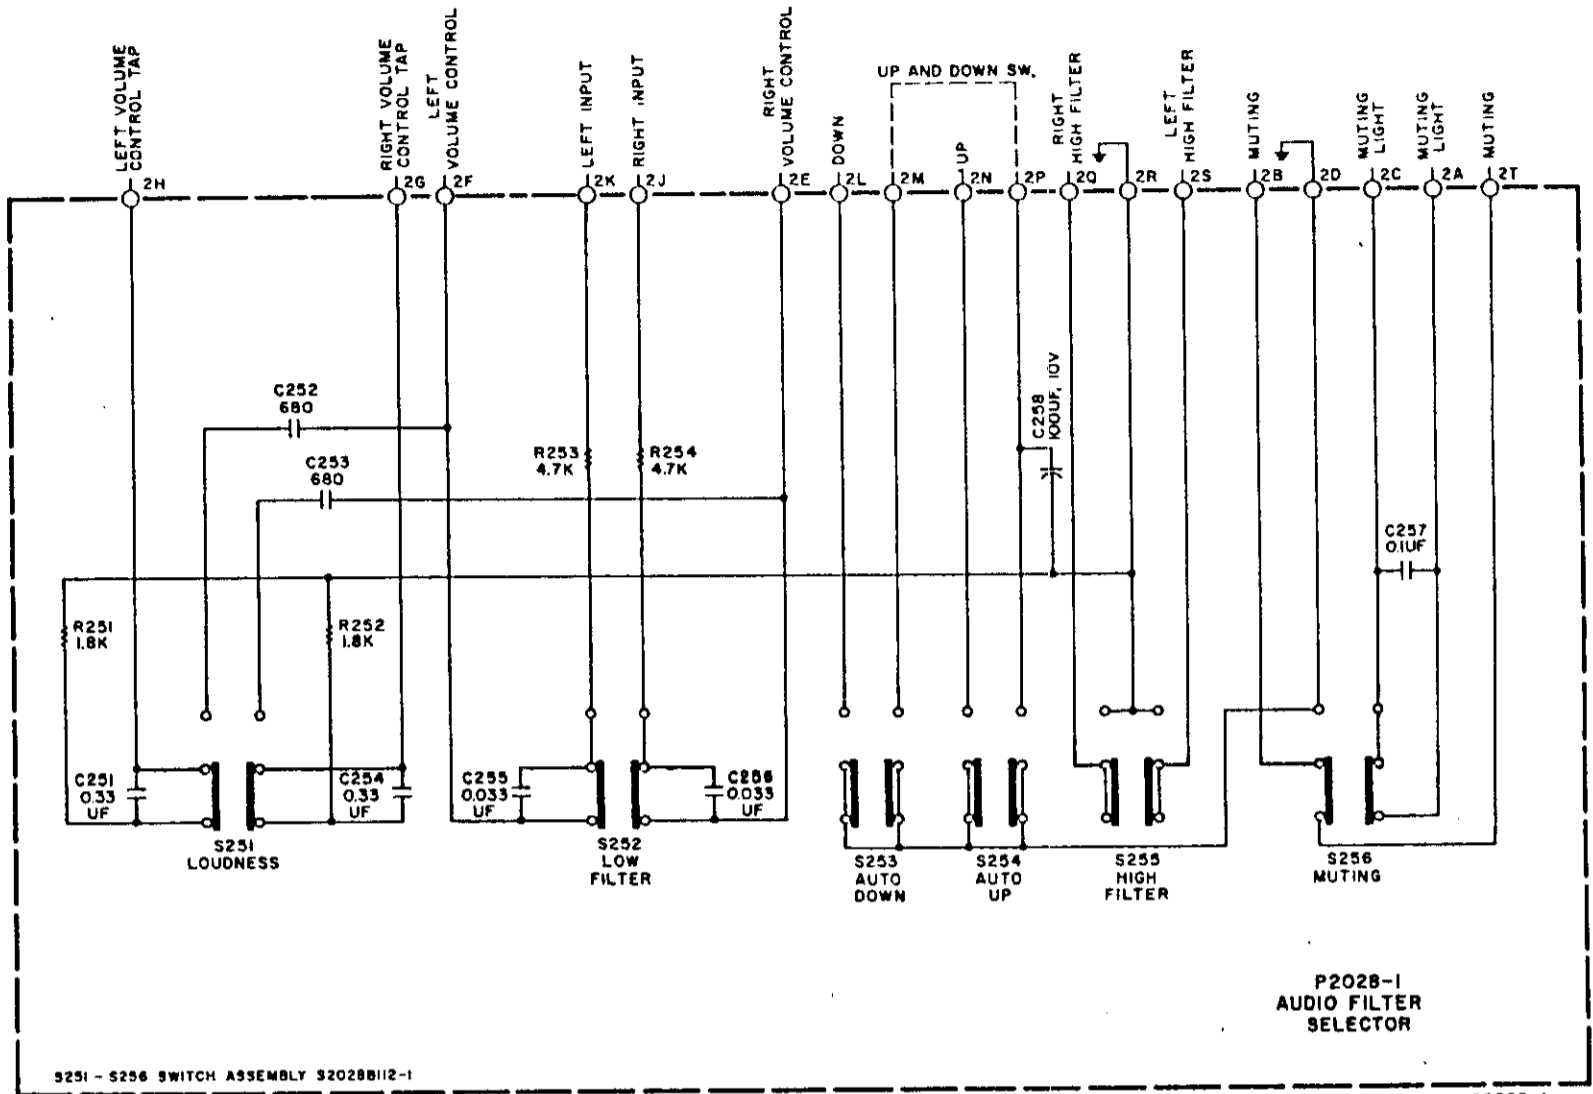 LEFT VOLUME
CONTROL TAP
RIGHT VOLUME
CONTROL TAP
LEFT
VOLUME CONTROL
LEFT INPUT
RIGHT INPUT
RIGHT
VOLUME CONTROL
DOWN
UP AND DOWN SW.
UP
RIGHT
HIGH FILTER
LEFT
HIGH FILTER
MUTING
MUTING
LIGHT
MUTING
LIGHT
MUTING
2H
2G
2F
2K
2J
2E
2L
2M
2N
2P
2Q
2R
2S
2B
2D
2C
2A
2T
C252
680
C253
680
R253
4.7K
R254
4.7K
C258
100UF, 10V
C257
0.1UF
R251
1.8K
R252
1.8K
C251
0.33
UF
C254
0.33
UF
C255
0.033
UF
C256
0.033
UF
S251
LOUDNESS
S252
LOW
FILTER
S253
AUTO
DOWN
S254
AUTO
UP
S255
HIGH
FILTER
S256
MUTING
P2028-1
AUDIO FILTER
SELECTOR
S251 - S256 SWITCH ASSEMBLY S2028B112-1